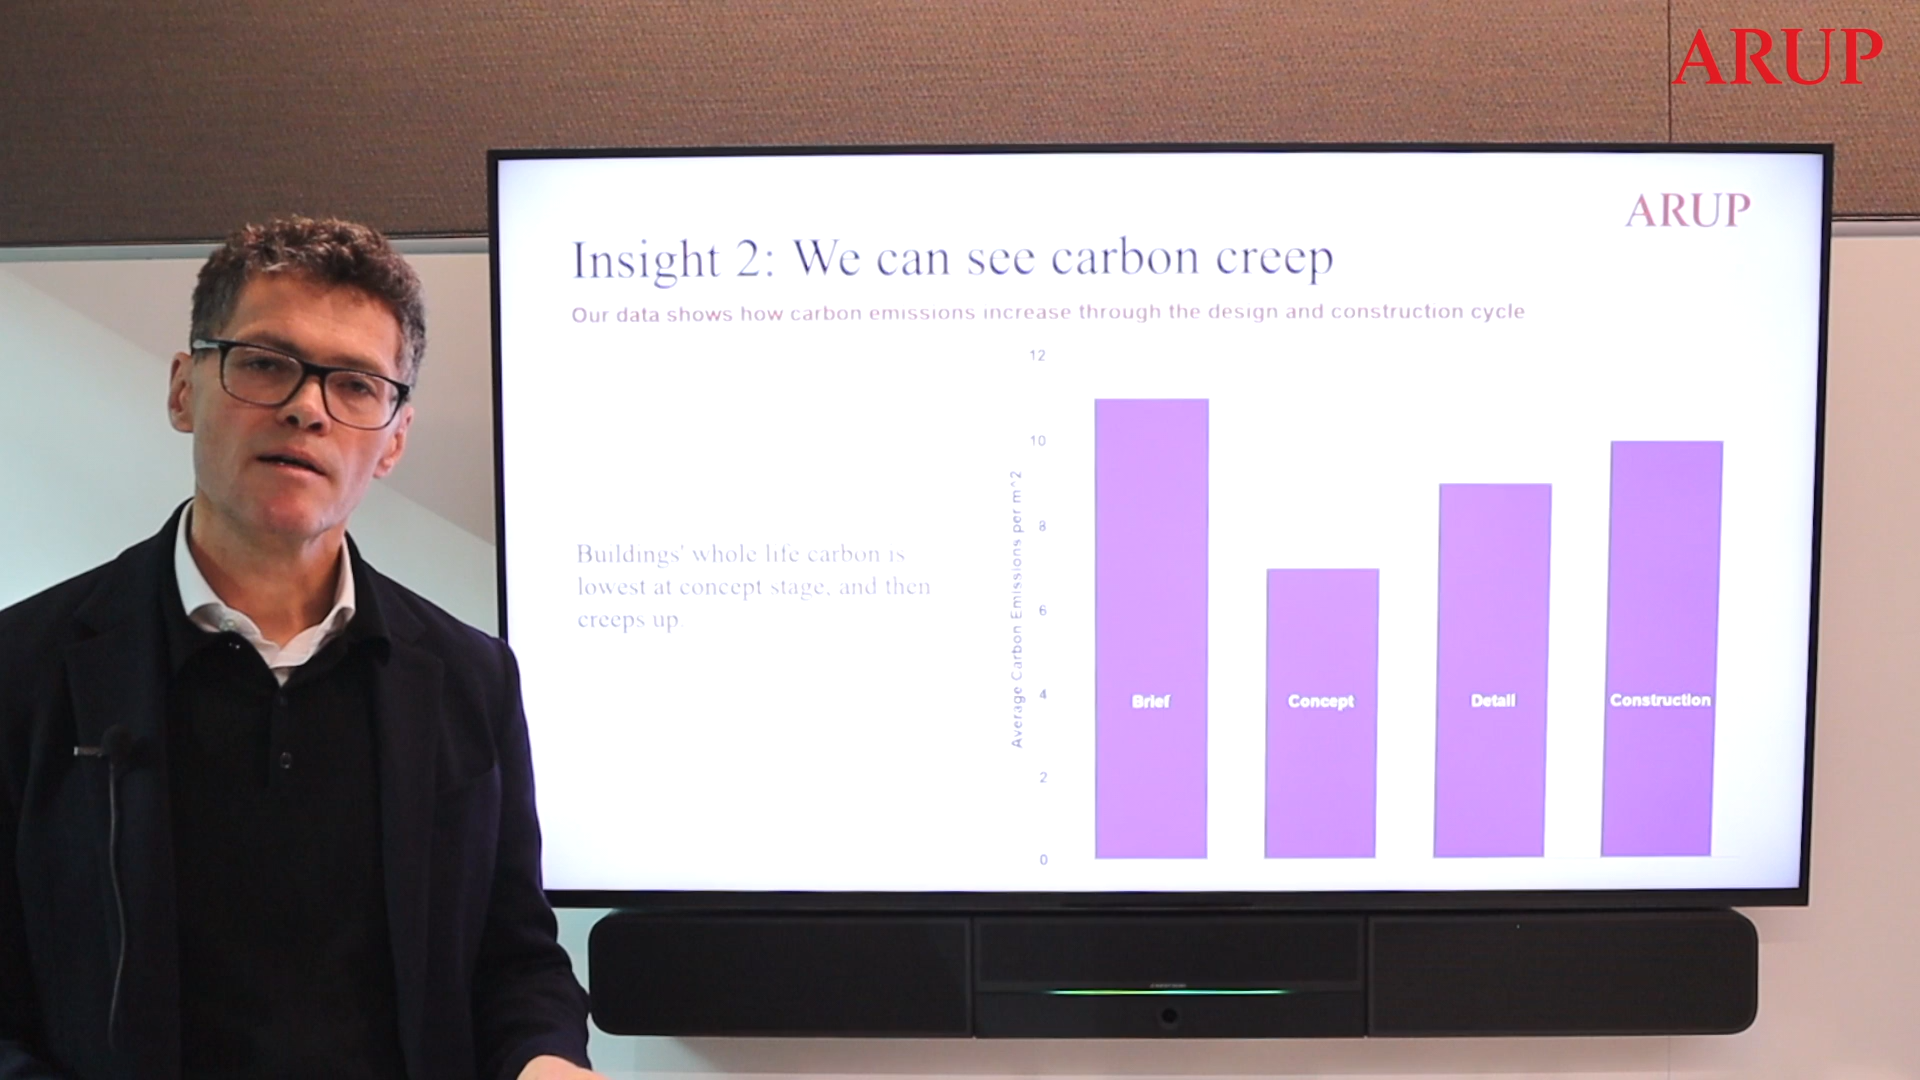 ARUP
ARUP
Insight 2: We can see carbon creep
Our data shows how carbon emissions increase through the design and construction cycle
Buildings' whole life carbon is
lowest at concept stage, and then
creeps up.
Average Carbon Emissions per m^2
12
10
8
6
4
2
0
Brief
Concept
Detail
Construction